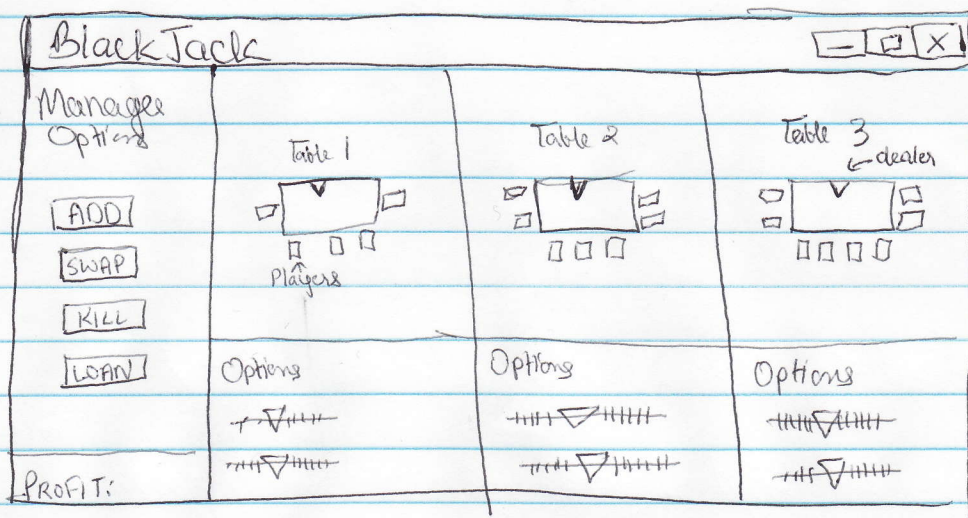 BlackJack
X
Manager
Options
ADD
SWAP
KILL
LOAN
PROFIT:
Table 1
Players
Options
Table 2
Options
Table 3
dealer
Options